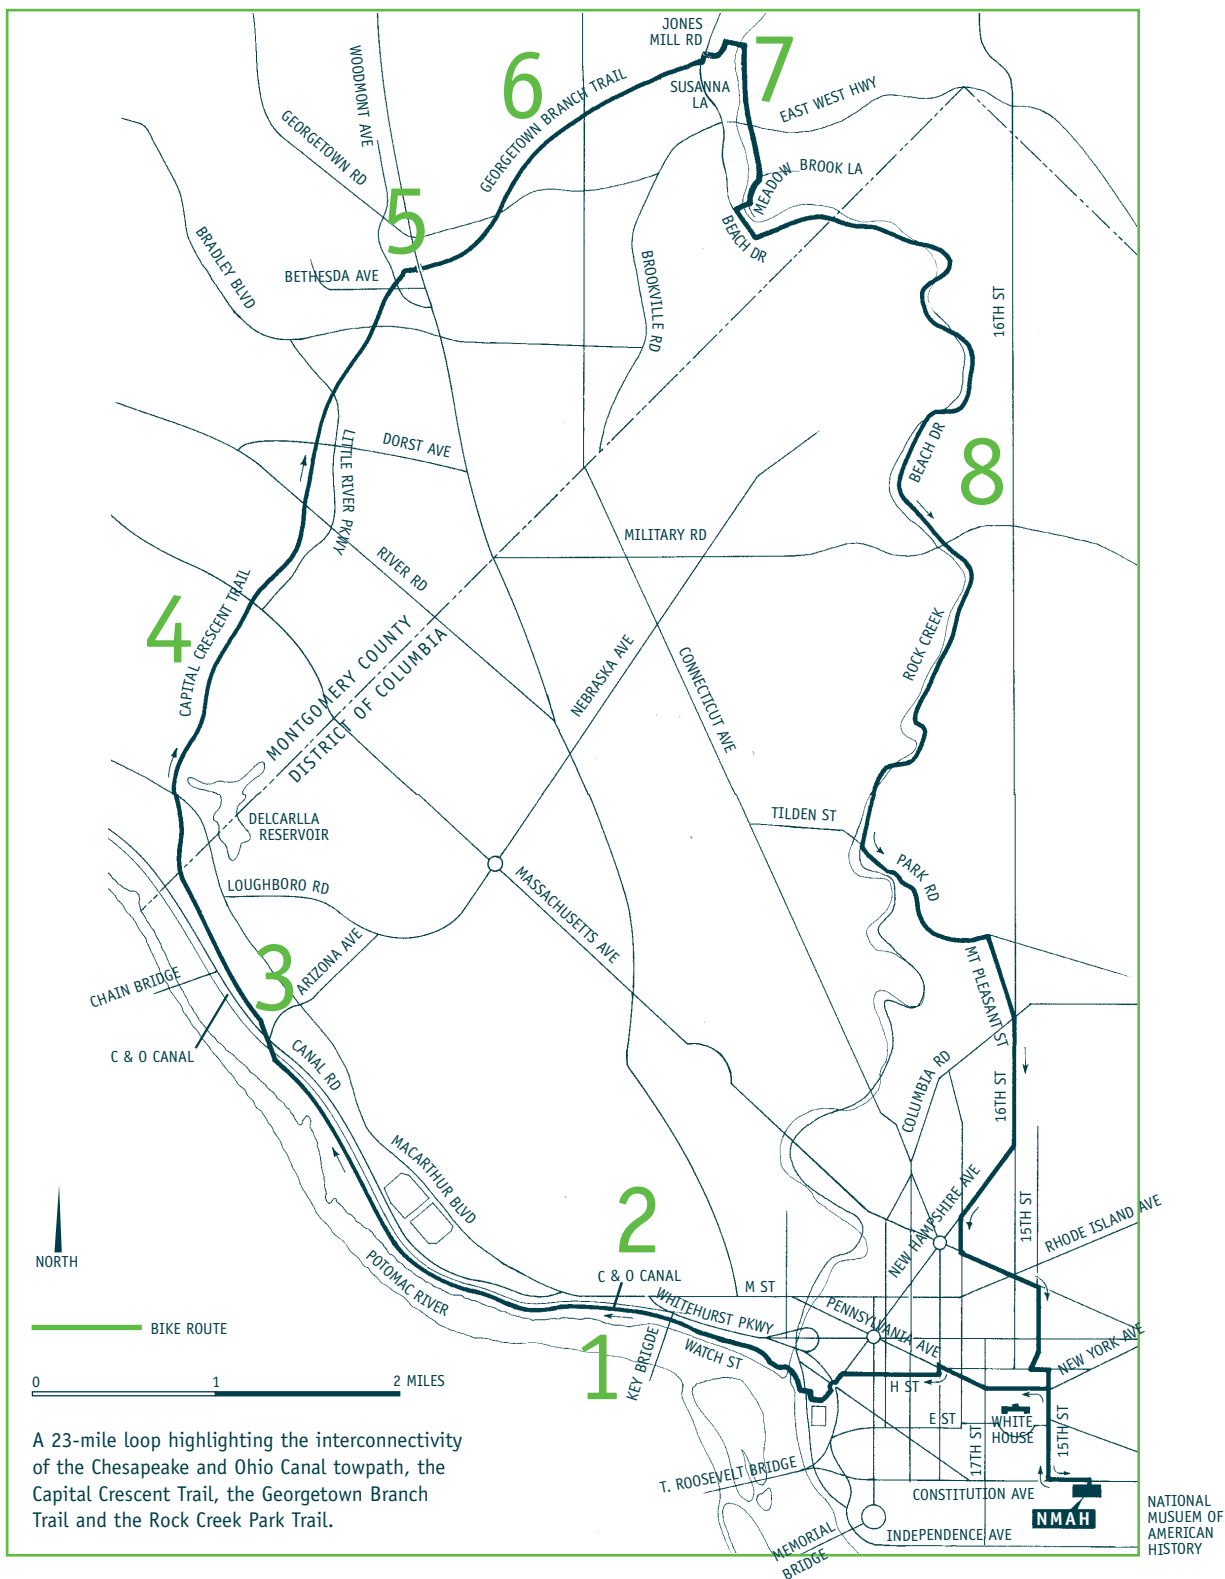 JONES
MILL RD
7
WOODMONT AVE
6
GEORGETOWN BRANCH TRAIL
SUSANNA
LA
EAST WEST HWY
GEORGETOWN RD
MEADOW BROOK LA
5
BEACH DR
BRADLEY BLVD
BETHESDA AVE
BROOKVILLE RD
16TH ST
DORST AVE
LITTLE RIVER PKWY
BEACH DR
8
MILITARY RD
RIVER RD
4
CAPITAL CRESCENT TRAIL
MONTGOMERY COUNTY
DISTRICT OF COLUMBIA
NEBRASKA AVE
CONNECTICUT AVE
ROCK CREEK
DELCARLLA
RESERVOIR
TILDEN ST
PARK RD
LOUGHBORO RD
MASSACHUSETTS AVE
3
ARIZONA AVE
CHAIN BRIDGE
MT PLEASANT ST
C & O CANAL
CANAL RD
COLUMBIA RD
16TH ST
MACARTHUR BLVD
2
NEW HAMPSHIRE AVE
15TH ST
RHODE ISLAND AVE
NORTH
POTOMAC RIVER
C & O CANAL
M ST
WHITEHURST PKWY
PENNSYLVANIA AVE
BIKE ROUTE
1
KEY BRIGDE
WATCH ST
NEW YORK AVE
0 1 2 MILES
H ST
E ST
WHITE
HOUSE
17TH ST
15TH ST
A 23-mile loop highlighting the interconnectivity
of the Chesapeake and Ohio Canal towpath, the
Capital Crescent Trail, the Georgetown Branch
Trail and the Rock Creek Park Trail.
T. ROOSEVELT BRIDGE
CONSTITUTION AVE
NMAH
NATIONAL
MUSUEM OF
AMERICAN
HISTORY
INDEPENDENCE AVE
MEMORIAL
BRIDGE